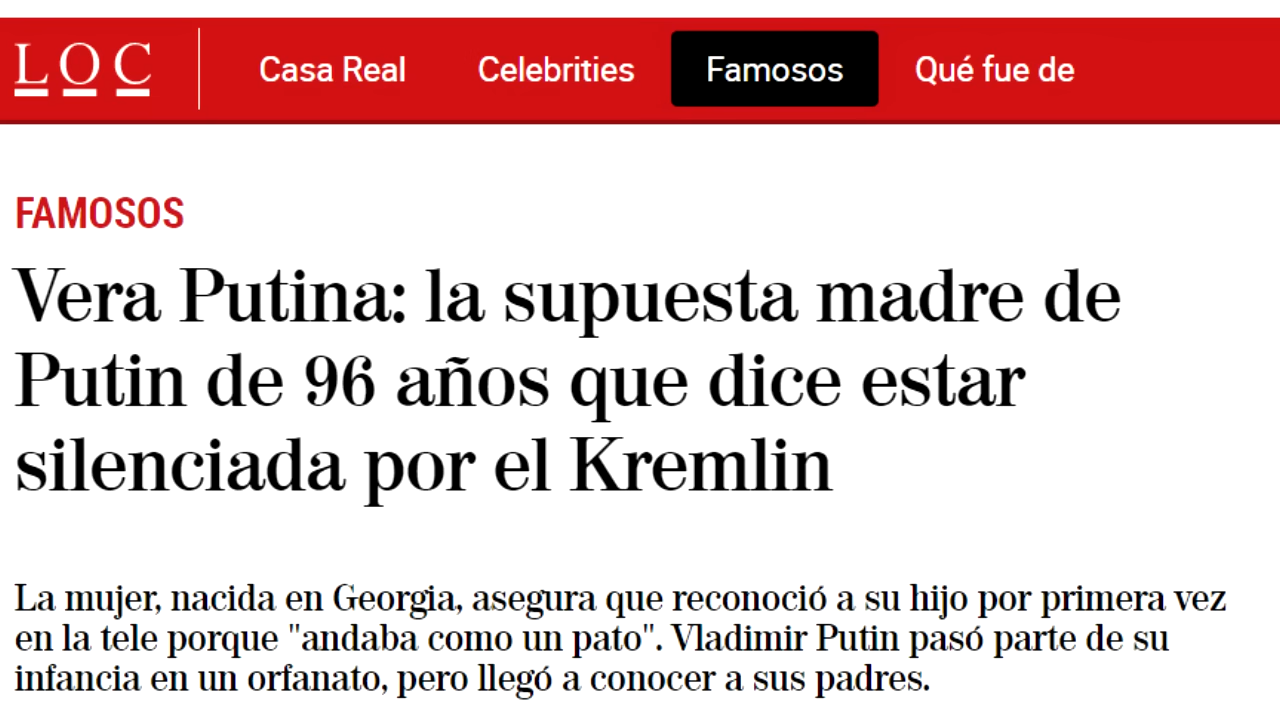 LOC Casa Real Celebrities Famosos Qué fue de
FAMOSOS
Vera Putina: la supuesta madre de
Putin de 96 años que dice estar
silenciada por el Kremlin
La mujer, nacida en Georgia, asegura que reconoció a su hijo por primera vez
en la tele porque "andaba como un pato". Vladimir Putin pasó parte de su
infancia en un orfanato, pero llegó a conocer a sus padres.